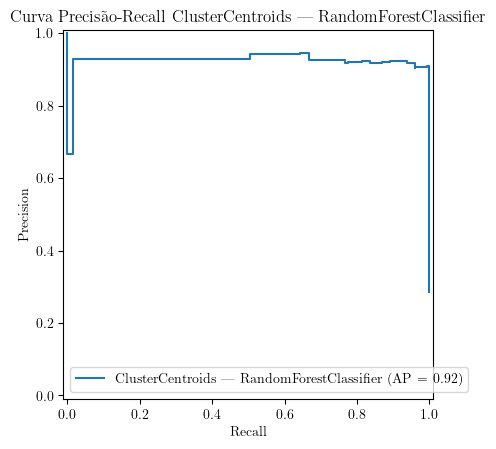 Curva Precisão-Recall ClusterCentroids — RandomForestClassifier
1.0
0.8
0.6
0.4
0.2
0.0
Precision
ClusterCentroids — RandomForestClassifier (AP = 0.92)
0.0 0.2 0.4 0.6 0.8 1.0
Recall